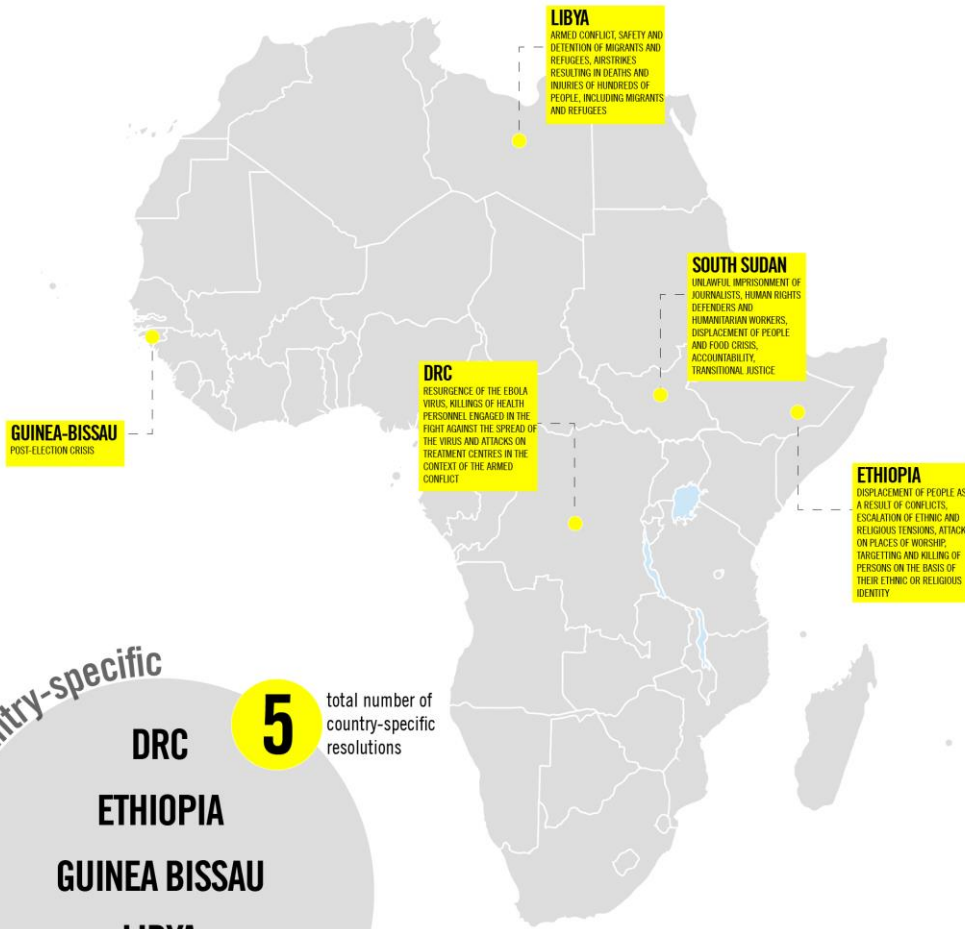 LIBYA
ARMED CONFLICT, SAFETY AND
DETENTION OF MIGRANTS AND
REFUGEES, AIRSTRIKES
RESULTING IN DEATHS AND
INJURIES OF HUNDREDS OF
PEOPLE, INCLUDING MIGRANTS
AND REFUGEES
SOUTH SUDAN
UNLAWFUL IMPRISONMENT OF
JOURNALISTS, HUMAN RIGHTS
DEFENDERS AND
HUMANITARIAN WORKERS,
DISPLACEMENT OF PEOPLE
AND FOOD CRISIS,
ACCOUNTABILITY,
TRANSITIONAL JUSTICE
DRC
RESURGENCE OF THE EBOLA
VIRUS, KILLINGS OF HEALTH
PERSONNEL ENGAGED IN THE
FIGHT AGAINST THE SPREAD OF
THE VIRUS AND ATTACKS ON
TREATMENT CENTRES IN THE
CONTEXT OF THE ARMED
CONFLICT
GUINEA-BISSAU
POST-ELECTION CRISIS
ETHIOPIA
DISPLACEMENT OF PEOPLE AS
A RESULT OF CONFLICTS,
ESCALATION OF ETHNIC AND
RELIGIOUS TENSIONS, ATTACK
ON PLACES OF WORSHIP,
TARGETTING AND KILLING OF
PERSONS ON THE BASIS OF
THEIR ETHNIC OR RELIGIOUS
IDENTITY
ntry-specific
5
total number of
country-specific
resolutions
DRC
ETHIOPIA
GUINEA BISSAU
LIBYA